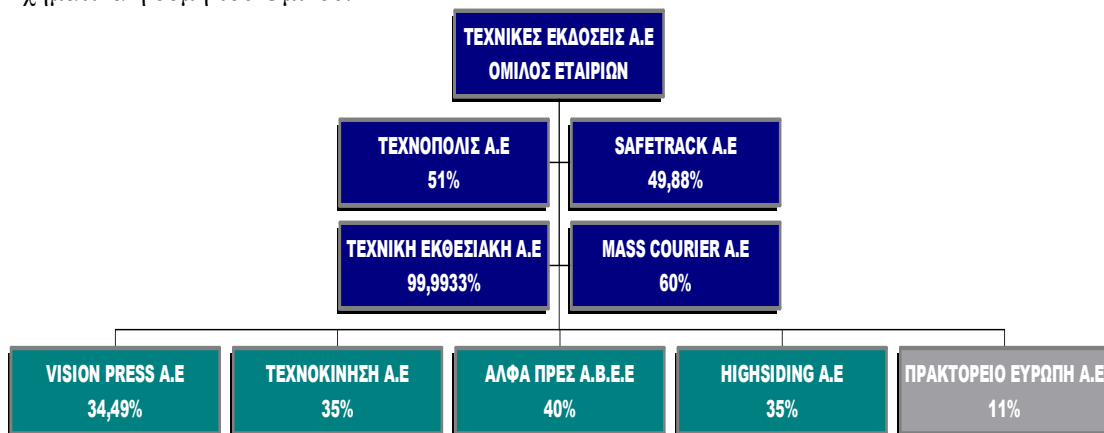 ΤΕΧΝΙΚΕΣ ΕΚΔΟΣΕΙΣ Α.Ε
ΟΜΙΛΟΣ ΕΤΑΙΡΙΩΝ
ΤΕΧΝΟΠΟΛΙΣ Α.Ε
51%
SAFETRACK Α.Ε
49,88%
ΤΕΧΝΙΚΗ ΕΚΘΕΣΙΑΚΗ Α.Ε
99,9933%
MASS COURIER Α.Ε
60%
VISION PRESS Α.Ε
34,49%
ΤΕΧΝΟΚΙΝΗΣΗ Α.Ε
35%
ΑΛΦΑ ΠΡΕΣ Α.Β.Ε.Ε
40%
HIGHSIDING Α.Ε
35%
ΠΡΑΚΤΟΡΕΙΟ ΕΥΡΩΠΗ Α.Ε
11%